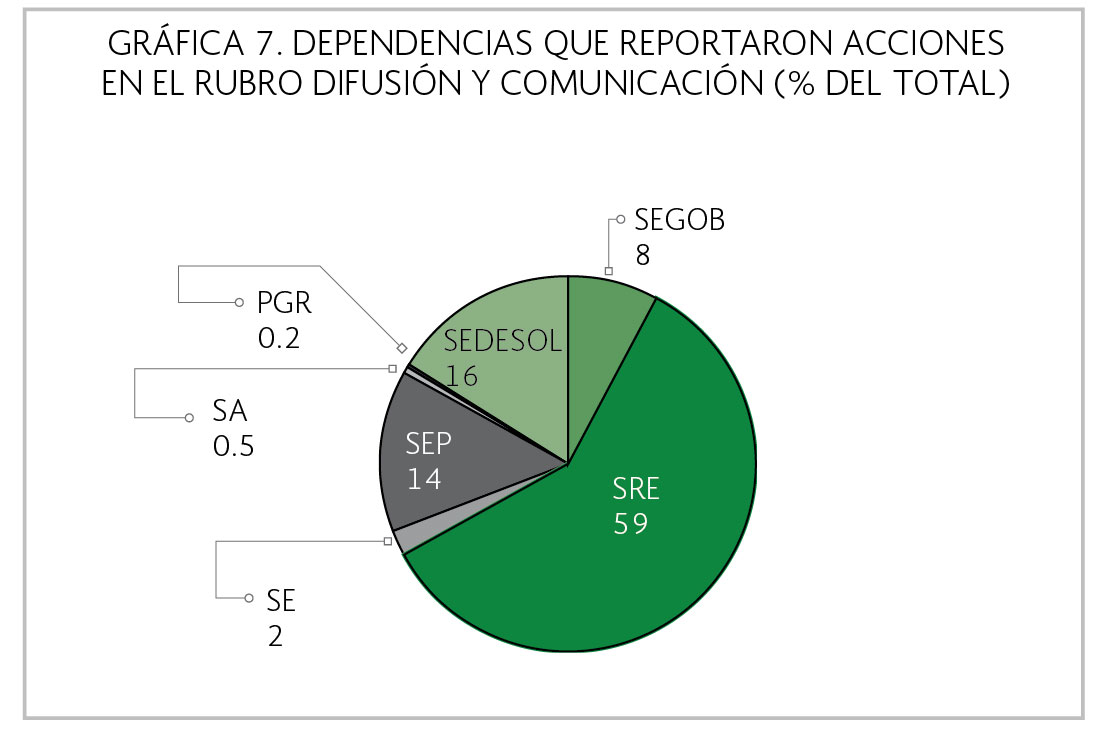 GRÁFICA 7. DEPENDENCIAS QUE REPORTARON ACCIONES
EN EL RUBRO DIFUSIÓN Y COMUNICACIÓN (% DEL TOTAL)
SEGOB
8
PGR
0.2
SEDESOL
16
SA
0.5
SEP
14
SRE
59
SE
2